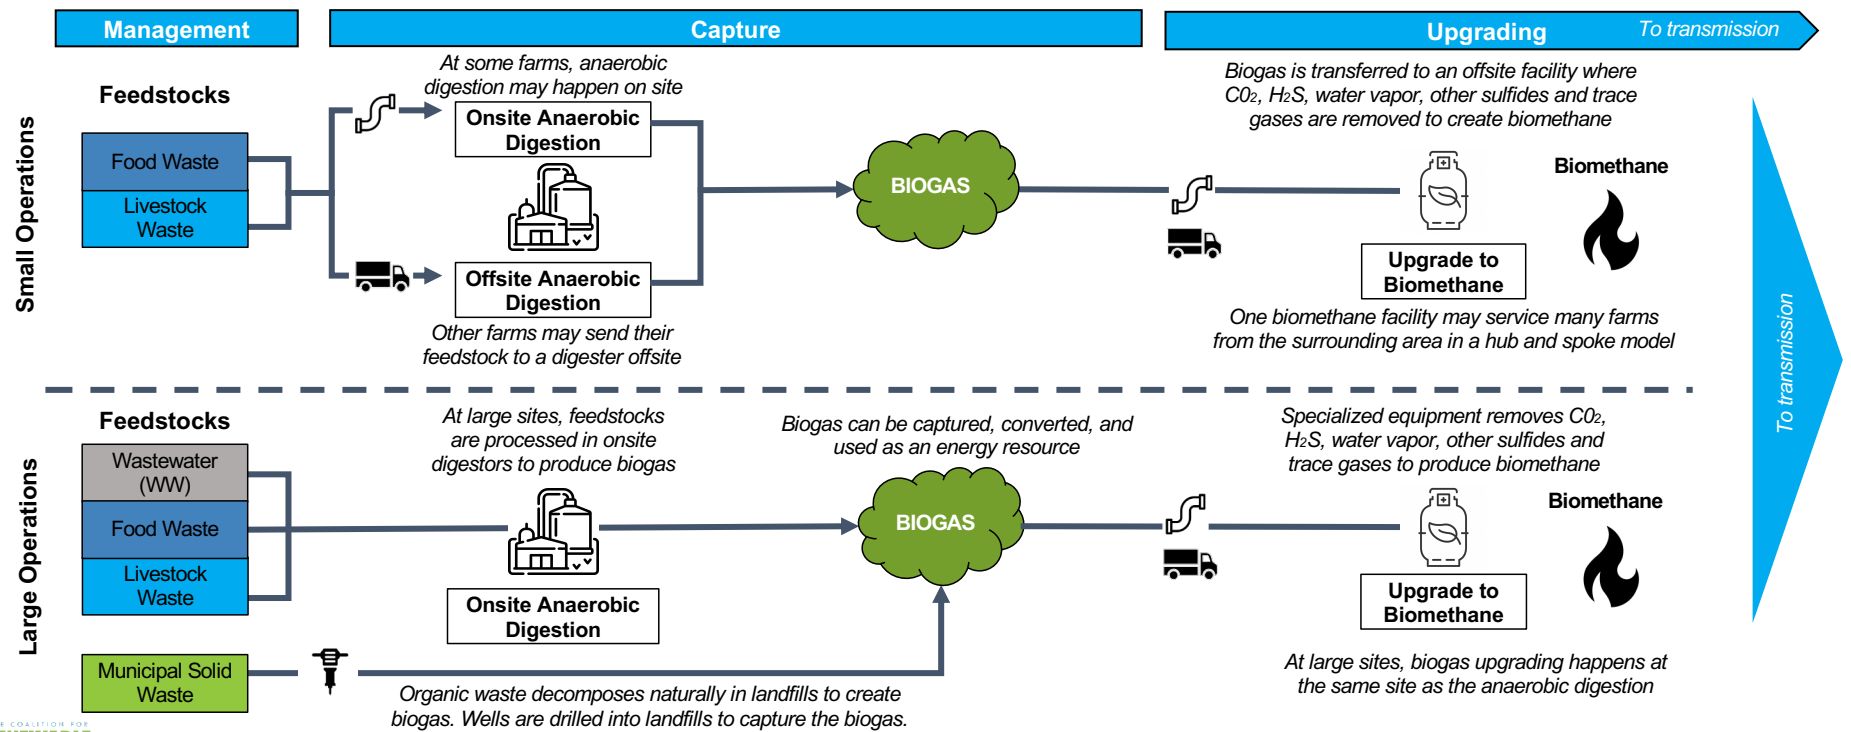 Management
Capture
Upgrading
To transmission
Small Operations
Feedstocks
Food Waste
Livestock
Waste
At some farms, anaerobic
digestion may happen on site
Onsite Anaerobic
Digestion
Offsite Anaerobic
Digestion
Other farms may send their
feedstock to a digester offsite
BIOGAS
Biogas is transferred to an offsite facility where
C0₂, H₂S, water vapor, other sulfides and trace
gases are removed to create biomethane
Biomethane
Upgrade to
Biomethane
One biomethane facility may service many farms
from the surrounding area in a hub and spoke model
To transmission
Large Operations
Feedstocks
Wastewater
(WW)
Food Waste
Livestock
Waste
Municipal Solid
Waste
At large sites, feedstocks
are processed in onsite
digestors to produce biogas
Onsite Anaerobic
Digestion
Organic waste decomposes naturally in landfills to create
biogas. Wells are drilled into landfills to capture the biogas.
Biogas can be captured, converted, and
used as an energy resource
BIOGAS
Specialized equipment removes C0₂,
H₂S, water vapor, other sulfides and
trace gases to produce biomethane
Biomethane
Upgrade to
Biomethane
At large sites, biogas upgrading happens at
the same site as the anaerobic digestion
COALITION FOR